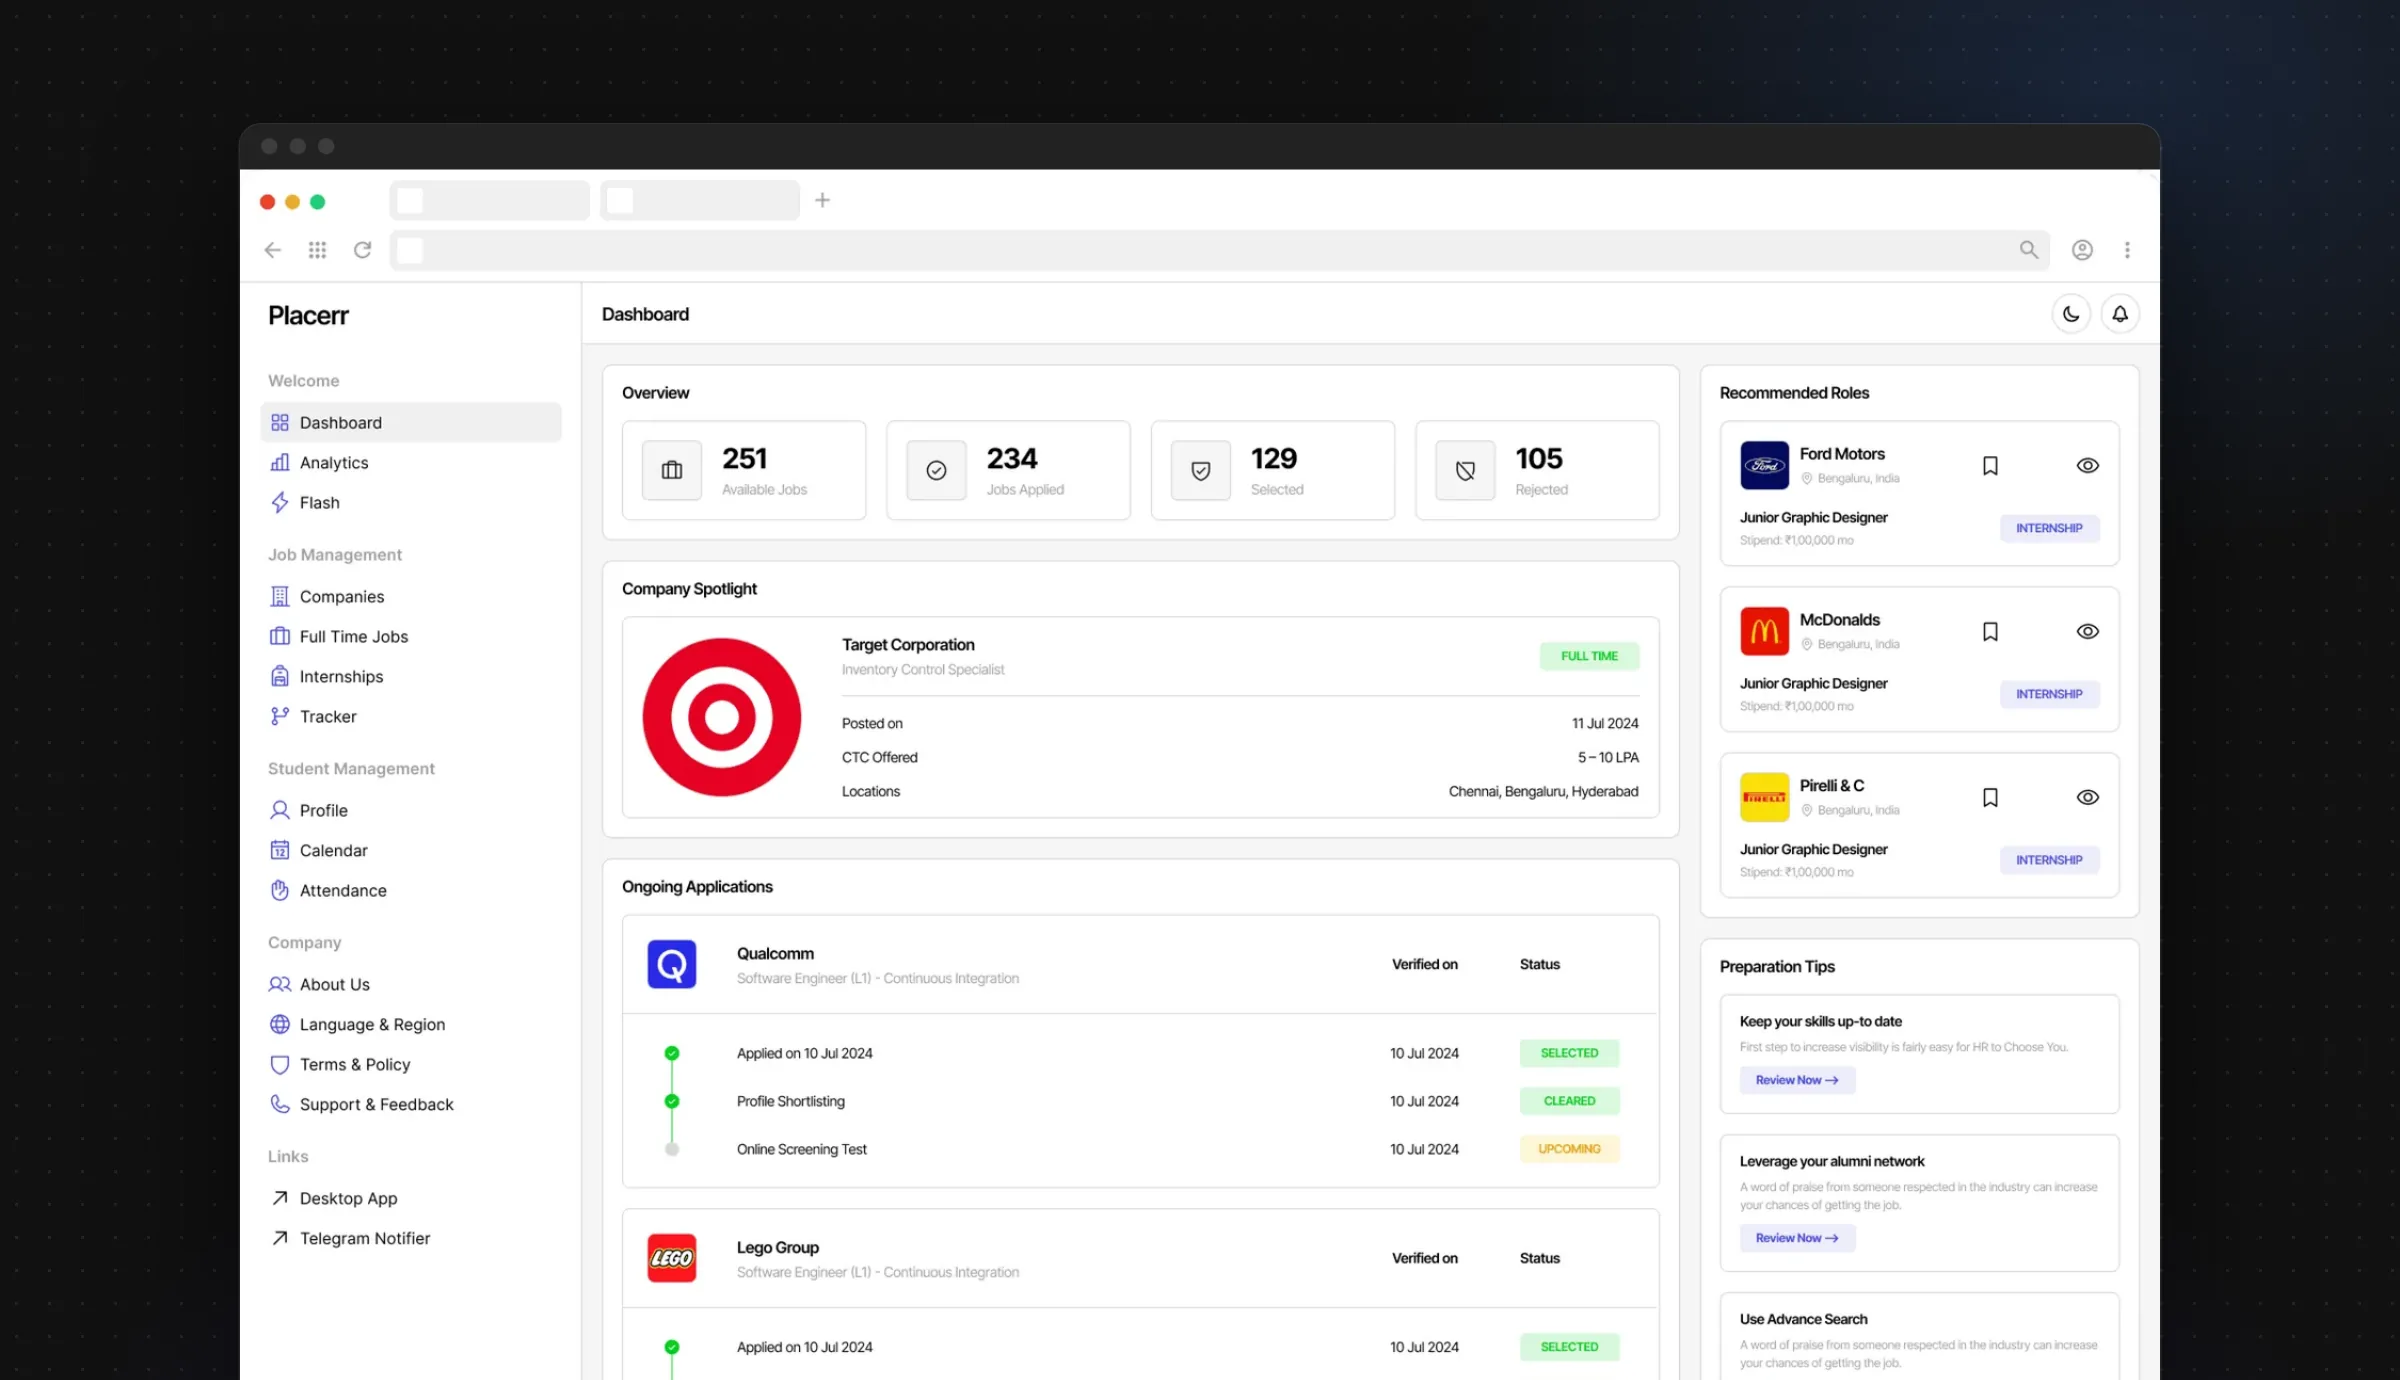 Placerr
Welcome
Dashboard
Analytics
Flash
Job Management
Companies
Full Time Jobs
Internships
Tracker
Student Management
Profile
12
Calendar
Attendance
Company
About Us
Language & Region
Terms & Policy
Support & Feedback
Links
Desktop App
Telegram Notifier
Dashboard
Overview
251
Available Jobs
234
Jobs Applied
129
Selected
105
Rejected
Company Spotlight
Target Corporation
Inventory Control Specialist
FULL TIME
Posted on 11 Jul 2024
CTC Offered 5 – 10 LPA
Locations Chennai, Bengaluru, Hyderabad
Ongoing Applications
Q
Qualcomm
Software Engineer (L1) - Continuous Integration
Verified on Status
Applied on 10 Jul 2024 10 Jul 2024 SELECTED
Profile Shortlisting 10 Jul 2024 CLEARED
Online Screening Test 10 Jul 2024 UPCOMING
LEGO
Lego Group
Software Engineer (L1) - Continuous Integration
Verified on Status
Applied on 10 Jul 2024 10 Jul 2024 SELECTED
Recommended Roles
Ford
Ford Motors
Bengaluru, India
Junior Graphic Designer
Stipend: ₹1,00,000 mo
INTERNSHIP
McDonalds
Bengaluru, India
Junior Graphic Designer
Stipend: ₹1,00,000 mo
INTERNSHIP
PIRELLI
Pirelli & C
Bengaluru, India
Junior Graphic Designer
Stipend: ₹1,00,000 mo
INTERNSHIP
Preparation Tips
Keep your skills up-to date
First step to increase visibility is fairly easy for HR to Choose You.
Review Now →
Leverage your alumni network
A word of praise from someone respected in the industry can increase
your chances of getting the job.
Review Now →
Use Advance Search
A word of praise from someone respected in the industry can increase
your chances of getting the job.